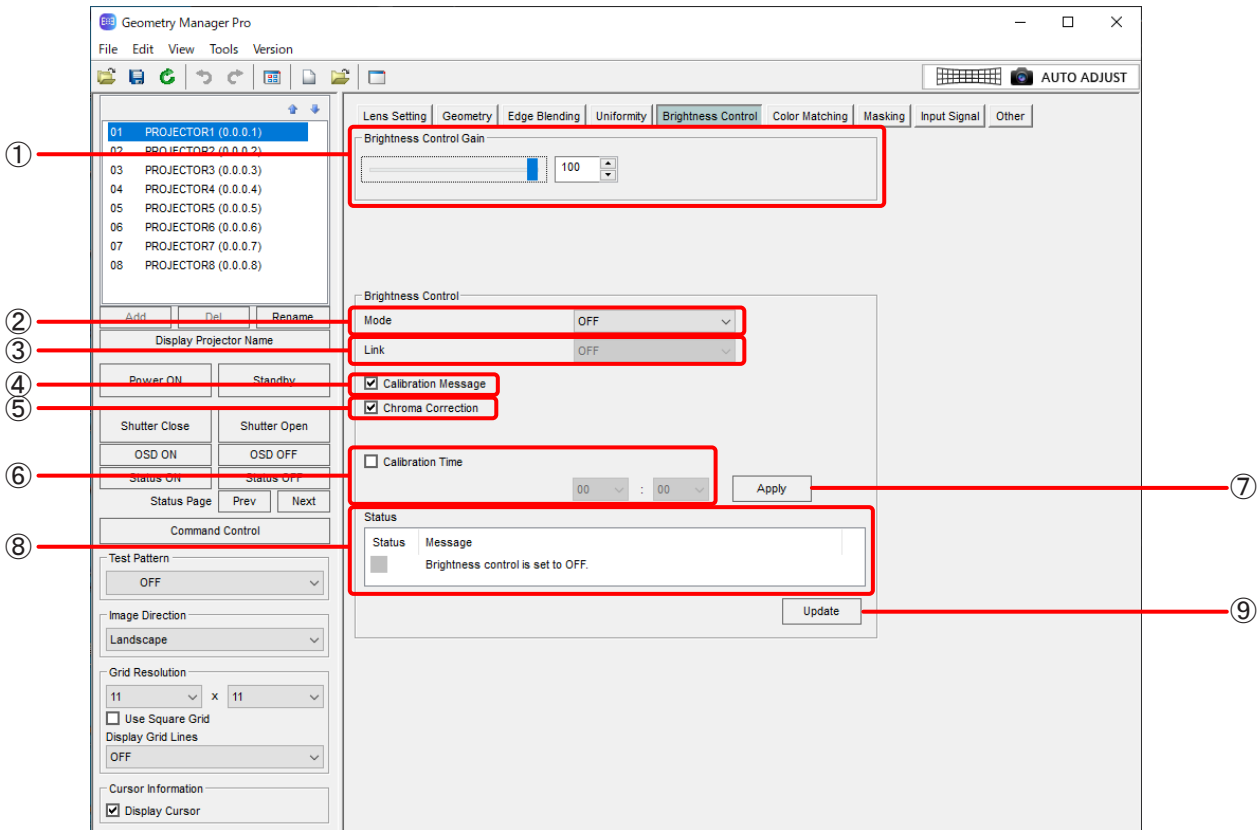 Geometry Manager Pro
File Edit View Tools Version
AUTO ADJUST
01 PROJECTOR1 (0.0.0.1)
02 PROJECTOR2 (0.0.0.2)
03 PROJECTOR3 (0.0.0.3)
04 PROJECTOR4 (0.0.0.4)
05 PROJECTOR5 (0.0.0.5)
06 PROJECTOR6 (0.0.0.6)
07 PROJECTOR7 (0.0.0.7)
08 PROJECTOR8 (0.0.0.8)
Add Del Rename
Display Projector Name
Power ON Standby
Shutter Close Shutter Open
OSD ON OSD OFF
Status ON Status OFF
Status Page Prev Next
Command Control
Test Pattern
OFF
Image Direction
Landscape
Grid Resolution
11 x 11
Use Square Grid
Display Grid Lines
OFF
Cursor Information
Display Cursor
Lens Setting Geometry Edge Blending Uniformity Brightness Control Color Matching Masking Input Signal Other
① Brightness Control Gain
100
Brightness Control
② Mode OFF
③ Link OFF
④ Calibration Message
⑤ Chroma Correction
⑥ Calibration Time
00 : 00 Apply ⑦
⑧ Status
Status Message
Brightness control is set to OFF.
Update ⑨